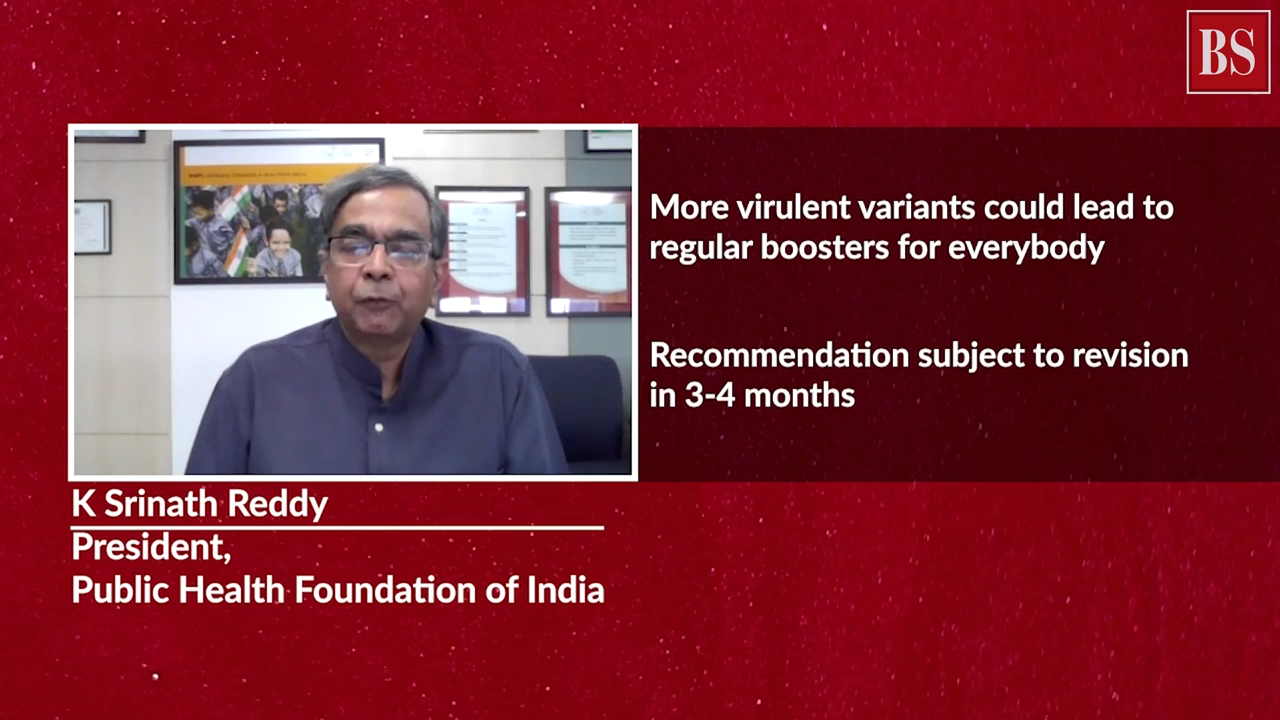 BS
More virulent variants could lead to
regular boosters for everybody
Recommendation subject to revision
in 3-4 months
K Srinath Reddy
President,
Public Health Foundation of India